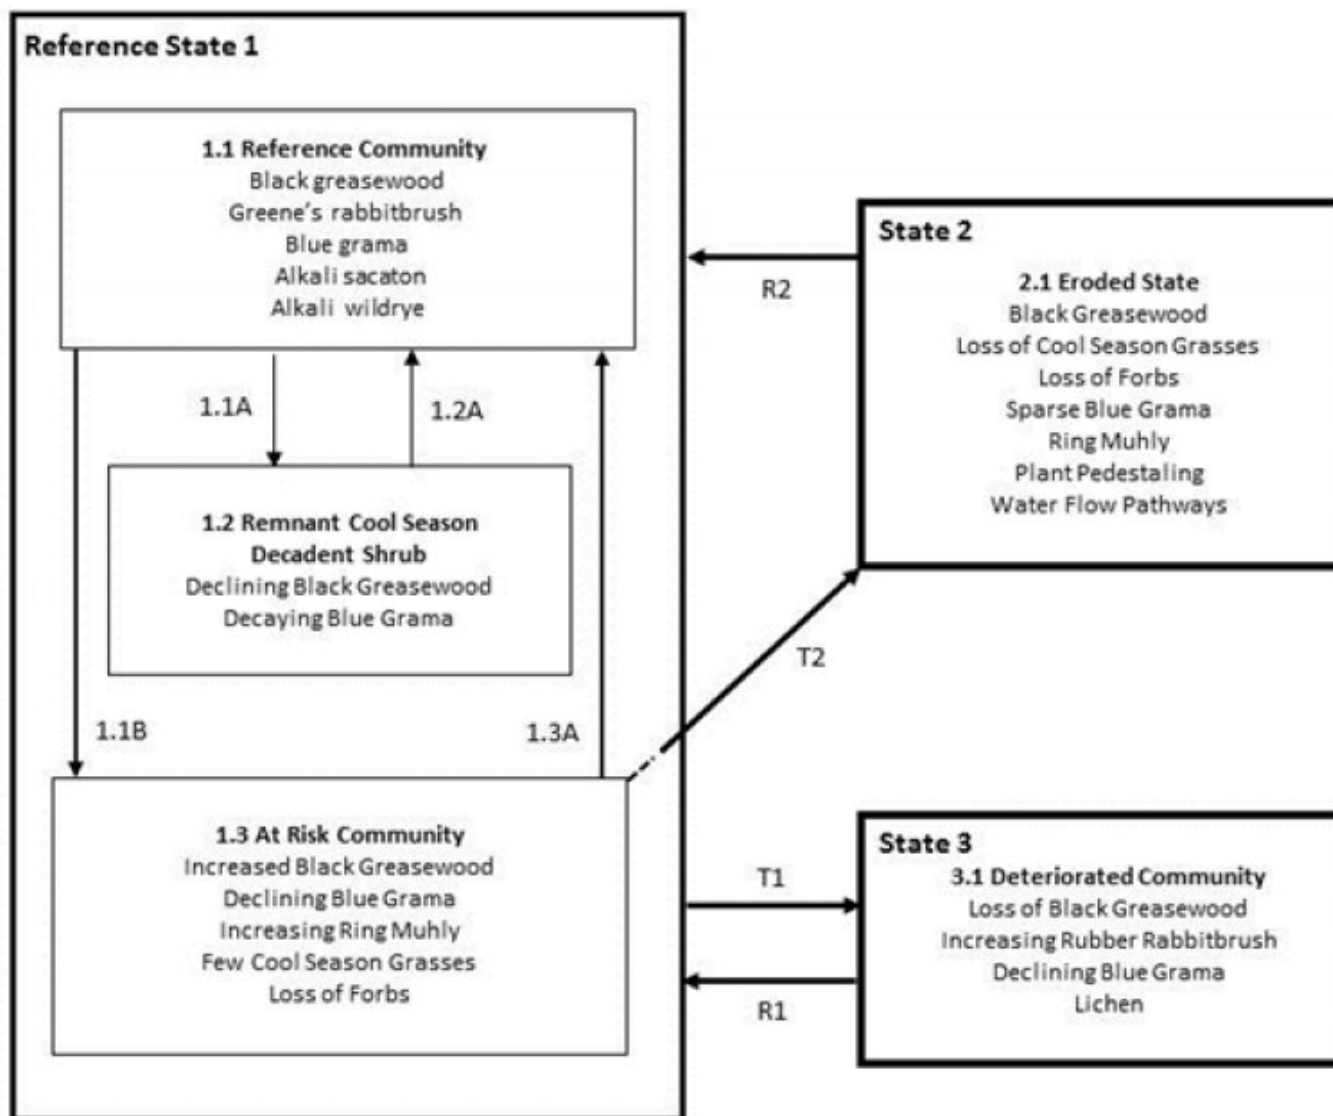 Reference State 1
1.1 Reference Community
Black greasewood
Greene's rabbitbrush
Blue grama
Alkali sacaton
Alkali wildrye
1.1A
1.2A
1.2 Remnant Cool Season
Decadent Shrub
Declining Black Greasewood
Decaying Blue Grama
1.1B
1.3A
1.3 At Risk Community
Increased Black Greasewood
Declining Blue Grama
Increasing Ring Muhly
Few Cool Season Grasses
Loss of Forbs
R2
State 2
2.1 Eroded State
Black Greasewood
Loss of Cool Season Grasses
Loss of Forbs
Sparse Blue Grama
Ring Muhly
Plant Pedestaling
Water Flow Pathways
T2
T1
R1
State 3
3.1 Deteriorated Community
Loss of Black Greasewood
Increasing Rubber Rabbitbrush
Declining Blue Grama
Lichen